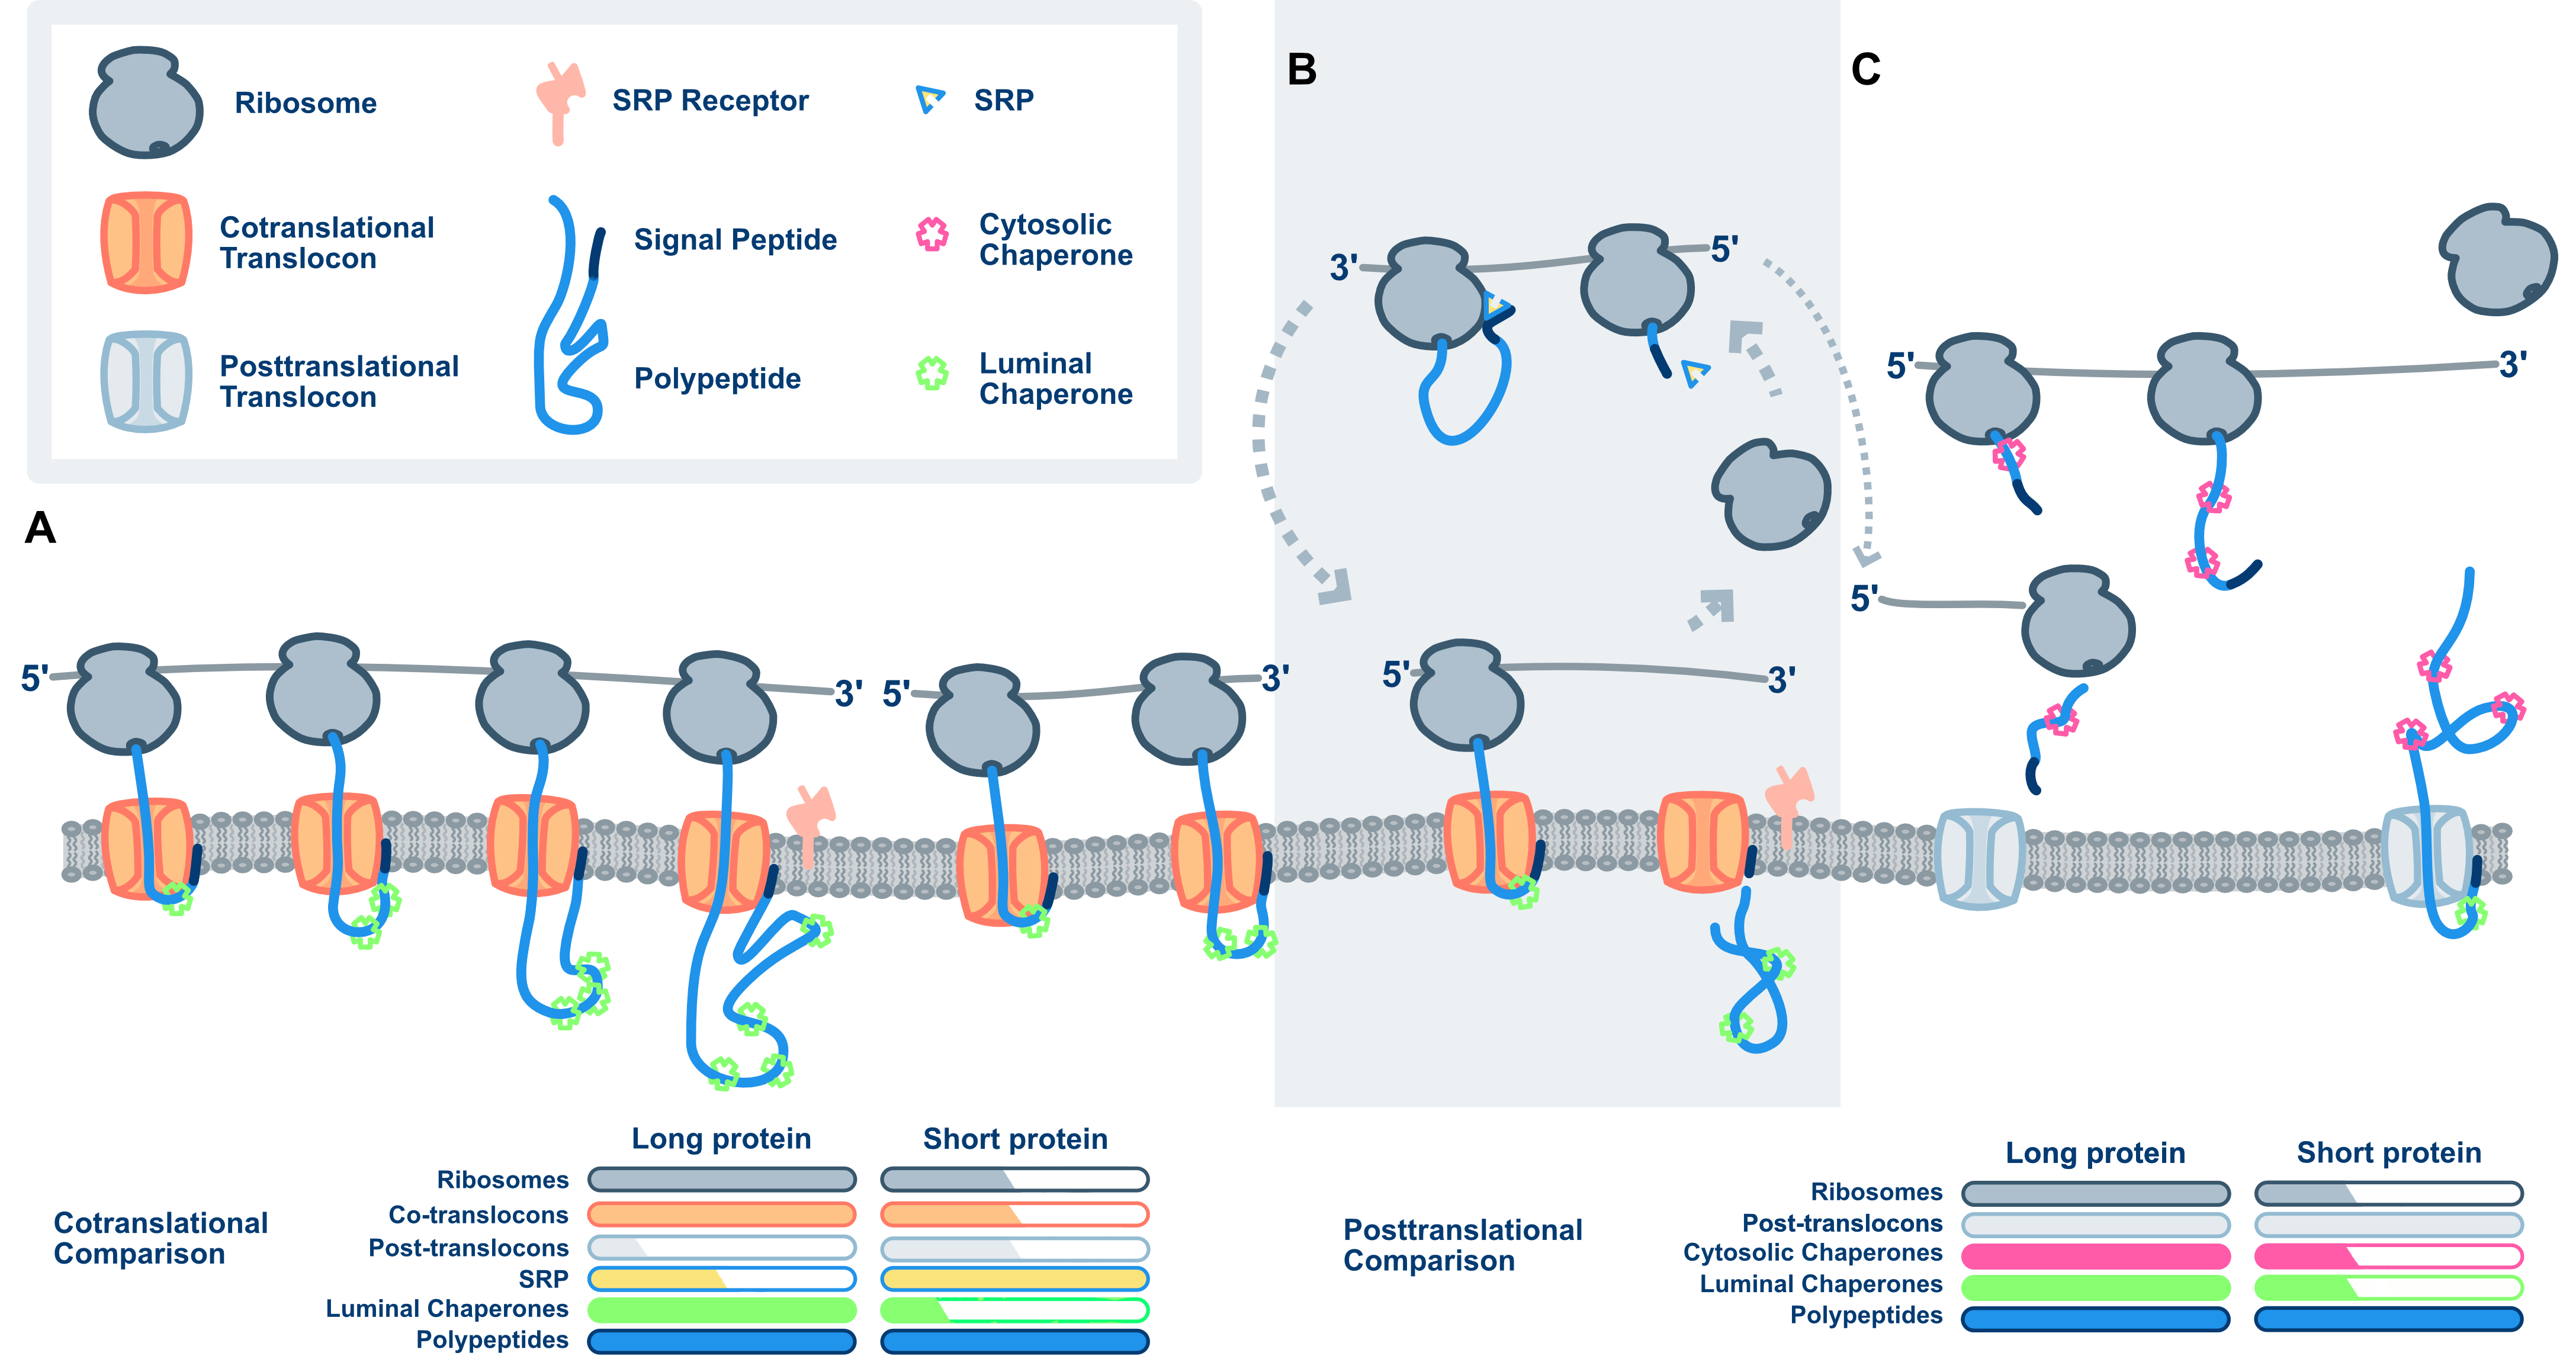 Ribosome
SRP Receptor
SRP
Cotranslational
Translocon
Signal Peptide
Cytosolic
Chaperone
Posttranslational
Translocon
Polypeptide
Luminal
Chaperone
A
5'
3'
5'
3'
B
3'
5'
5'
3'
C
5'
3'
5'
Cotranslational
Comparison
Long protein
Short protein
Ribosomes
Co-translocons
Post-translocons
SRP
Luminal Chaperones
Polypeptides
Posttranslational
Comparison
Long protein
Short protein
Ribosomes
Post-translocons
Cytosolic Chaperones
Luminal Chaperones
Polypeptides